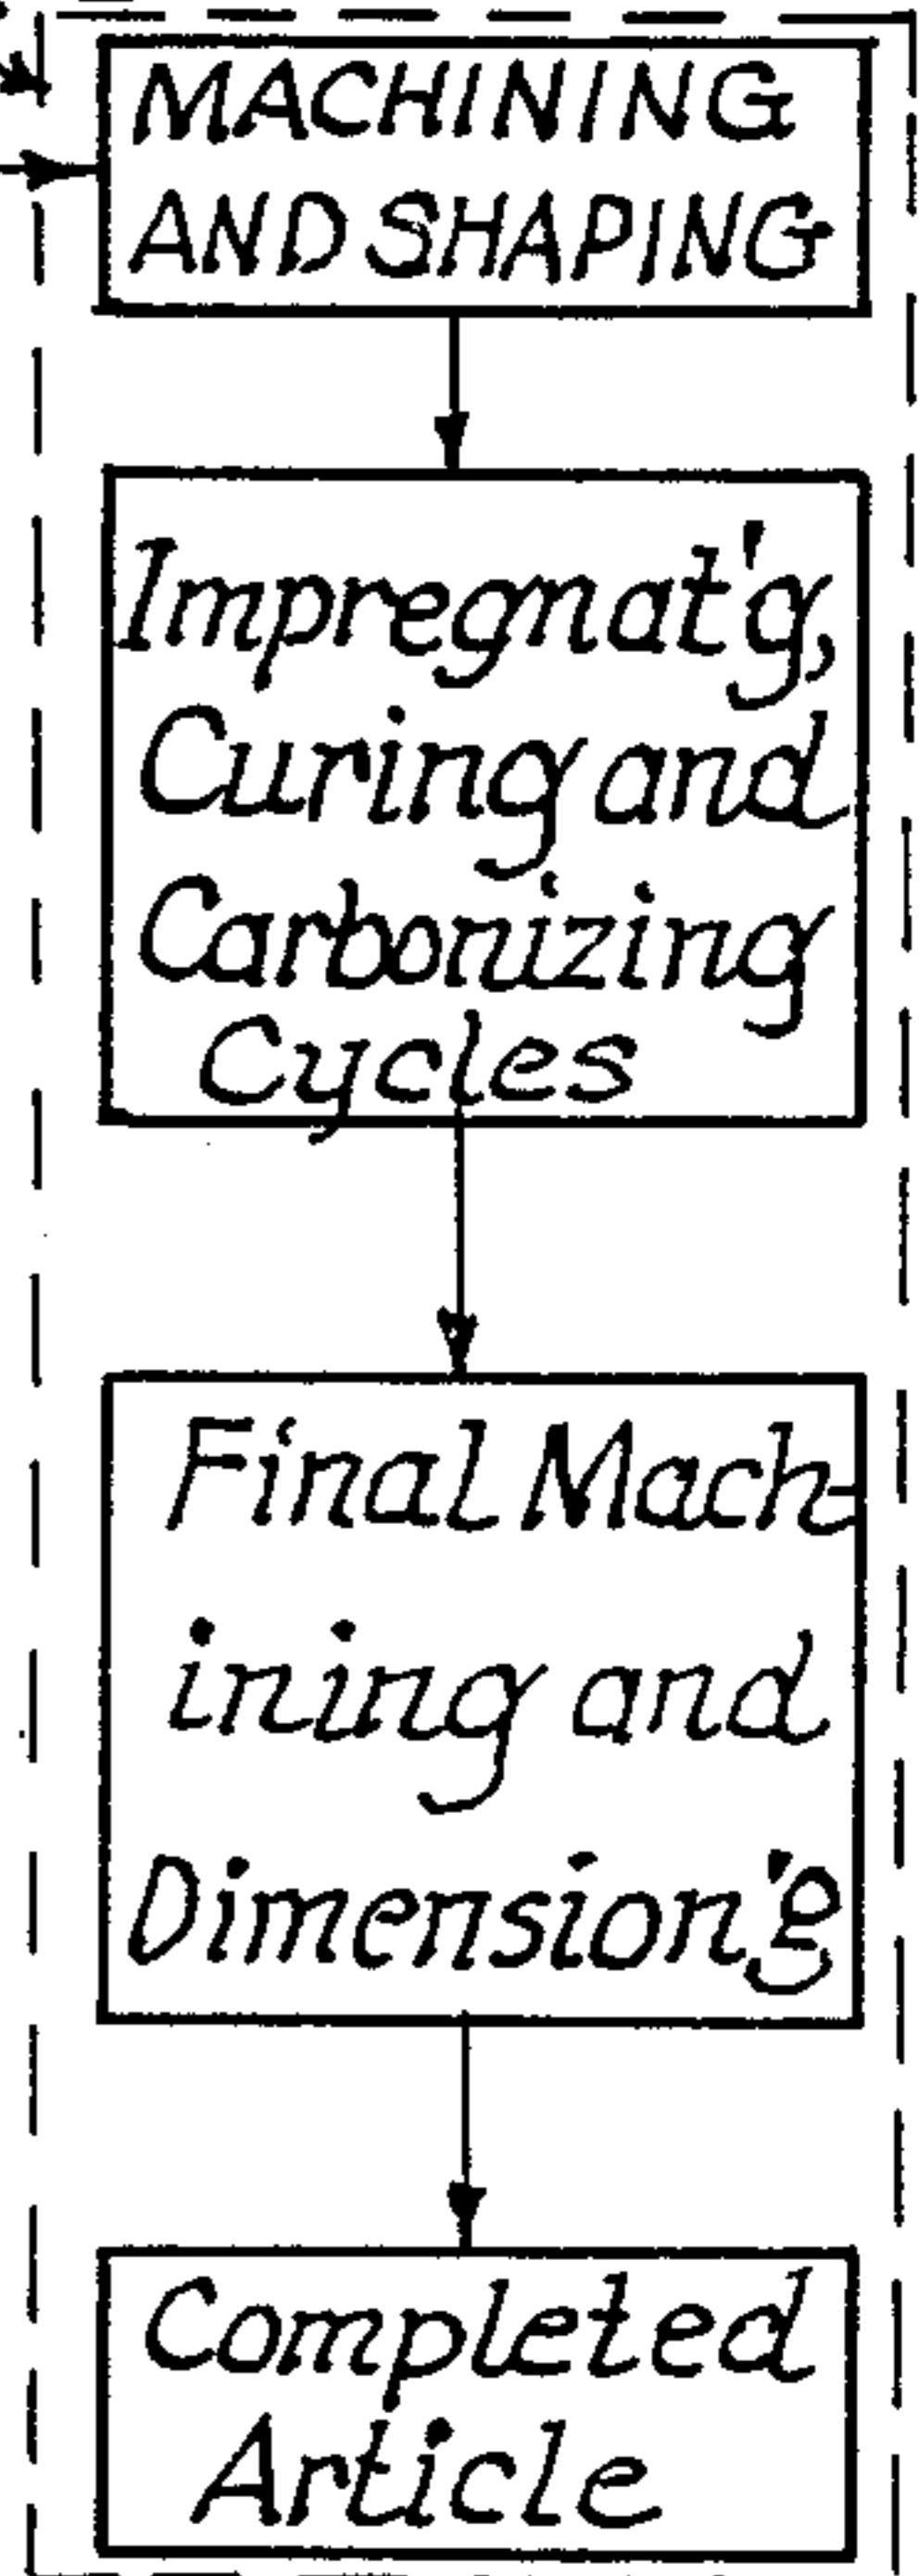 MACHINING
AND SHAPING
Impregnat'g,
Curing and
Carbonizing
Cycles
Final Mach-
ining and
Dimension'g
Completed
Article